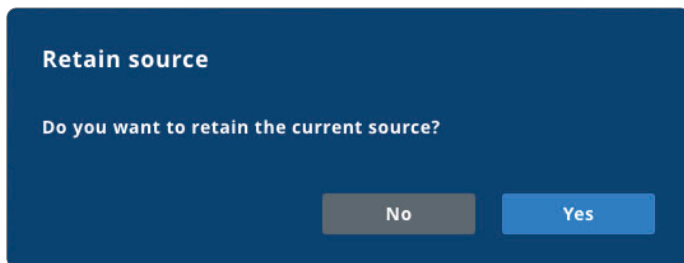 Retain source
Do you want to retain the current source?
No
Yes